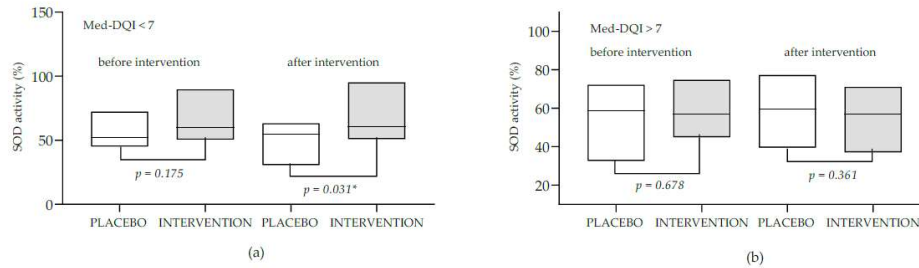 Med-DQI < 7
before intervention after intervention
SOD activity (%)
150
100
50
0
p = 0.175
p = 0.031*
PLACEBO INTERVENTION PLACEBO INTERVENTION
(a)
Med-DQI > 7
before intervention after intervention
SOD activity (%)
100
80
60
40
20
p = 0.678
p = 0.361
PLACEBO INTERVENTION PLACEBO INTERVENTION
(b)